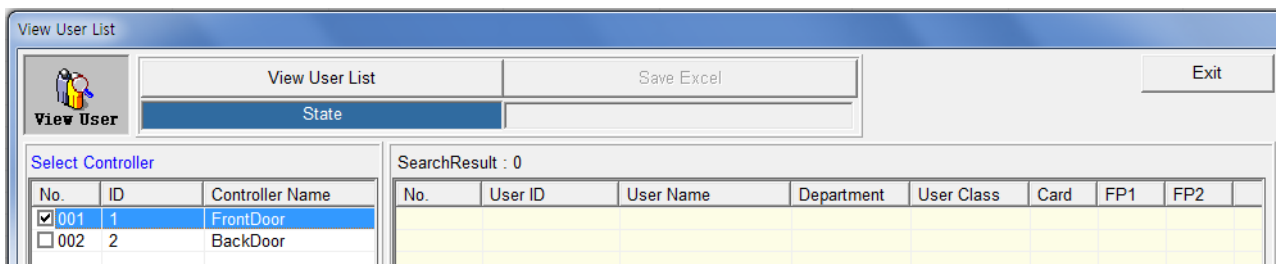 View User List
View User List Save Excel Exit
View User State
Select Controller SearchResult : 0
No. ID Controller Name No. User ID User Name Department User Class Card FP1 FP2
001 1 FrontDoor
002 2 BackDoor